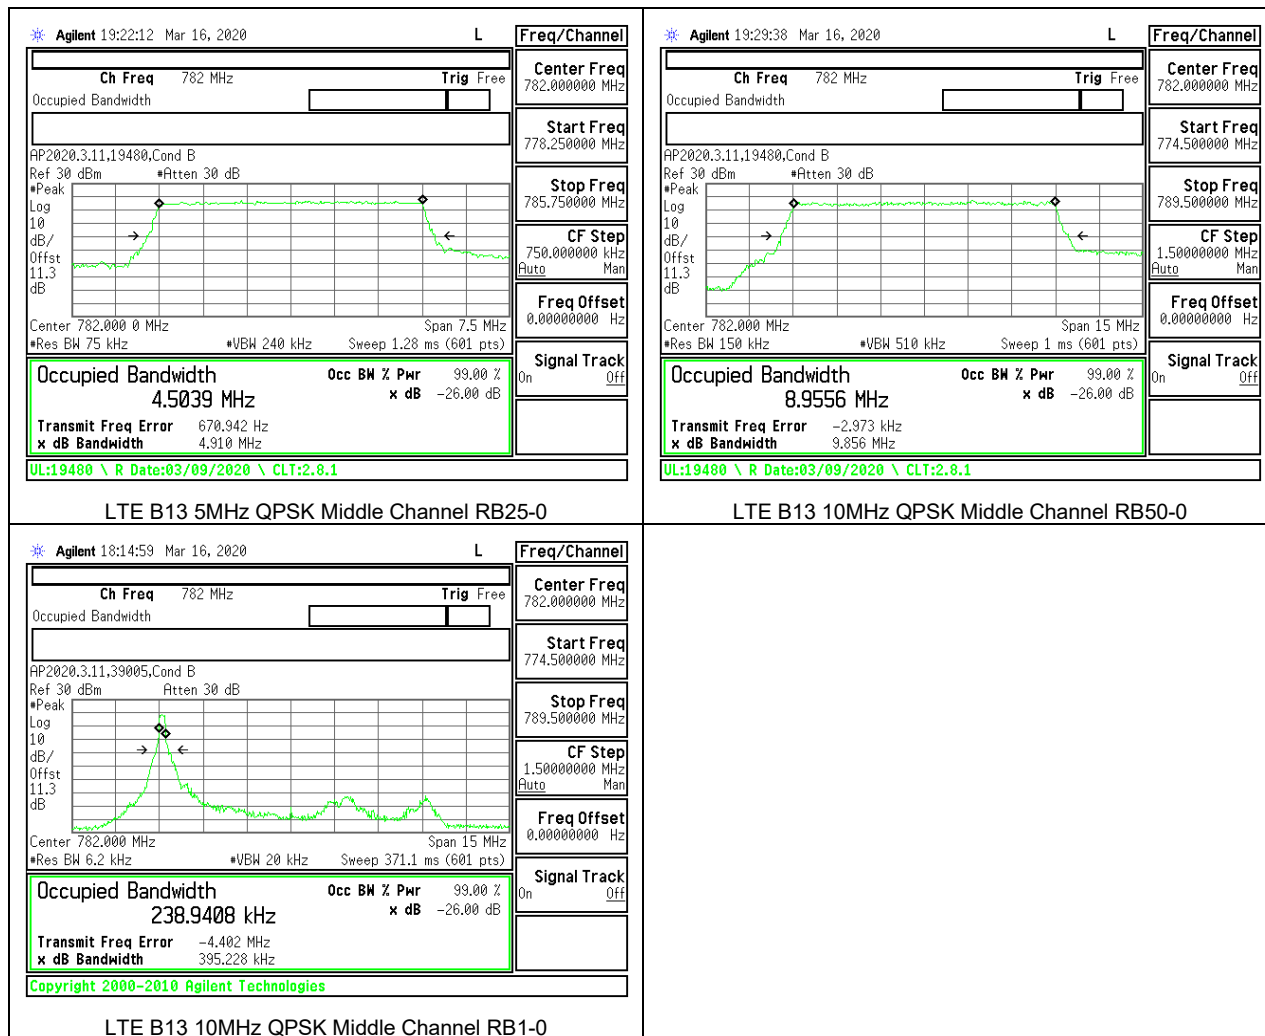 Agilent 19:22:12 Mar 16, 2020 L Freq/Channel
Ch Freq 782 MHz Trig Free
Occupied Bandwidth
Center Freq
782.000000 MHz
Start Freq
778.250000 MHz
Stop Freq
785.750000 MHz
CF Step
750.000000 kHz
Auto Man
Freq Offset
0.00000000 Hz
Signal Track
On Off
AP2020.3.11,19480,Cond B
Ref 30 dBm #Atten 30 dB
#Peak
Log
10
dB/
Offst
11.3
dB
Center 782.000 0 MHz Span 7.5 MHz
#Res BW 75 kHz #VBW 240 kHz Sweep 1.28 ms (601 pts)
Occupied Bandwidth Occ BW % Pwr 99.00 %
4.5039 MHz x dB -26.00 dB
Transmit Freq Error 670.942 Hz
x dB Bandwidth 4.910 MHz
UL:19480 \ R Date:03/09/2020 \ CLT:2.8.1
LTE B13 5MHz QPSK Middle Channel RB25-0
Agilent 19:29:38 Mar 16, 2020 L Freq/Channel
Ch Freq 782 MHz Trig Free
Occupied Bandwidth
Center Freq
782.000000 MHz
Start Freq
774.500000 MHz
Stop Freq
789.500000 MHz
CF Step
1.50000000 MHz
Auto Man
Freq Offset
0.00000000 Hz
Signal Track
On Off
AP2020.3.11,19480,Cond B
Ref 30 dBm #Atten 30 dB
#Peak
Log
10
dB/
Offst
11.3
dB
Center 782.000 MHz Span 15 MHz
#Res BW 150 kHz #VBW 510 kHz Sweep 1 ms (601 pts)
Occupied Bandwidth Occ BW % Pwr 99.00 %
8.9556 MHz x dB -26.00 dB
Transmit Freq Error -2.973 kHz
x dB Bandwidth 9.856 MHz
UL:19480 \ R Date:03/09/2020 \ CLT:2.8.1
LTE B13 10MHz QPSK Middle Channel RB50-0
Agilent 18:14:59 Mar 16, 2020 L Freq/Channel
Ch Freq 782 MHz Trig Free
Occupied Bandwidth
Center Freq
782.000000 MHz
Start Freq
774.500000 MHz
Stop Freq
789.500000 MHz
CF Step
1.50000000 MHz
Auto Man
Freq Offset
0.00000000 Hz
Signal Track
On Off
AP2020.3.11,39005,Cond B
Ref 30 dBm Atten 30 dB
#Peak
Log
10
dB/
Offst
11.3
dB
Center 782.000 MHz Span 15 MHz
#Res BW 6.2 kHz #VBW 20 kHz Sweep 371.1 ms (601 pts)
Occupied Bandwidth Occ BW % Pwr 99.00 %
238.9408 kHz x dB -26.00 dB
Transmit Freq Error -4.402 MHz
x dB Bandwidth 395.228 kHz
Copyright 2000-2010 Agilent Technologies
LTE B13 10MHz QPSK Middle Channel RB1-0